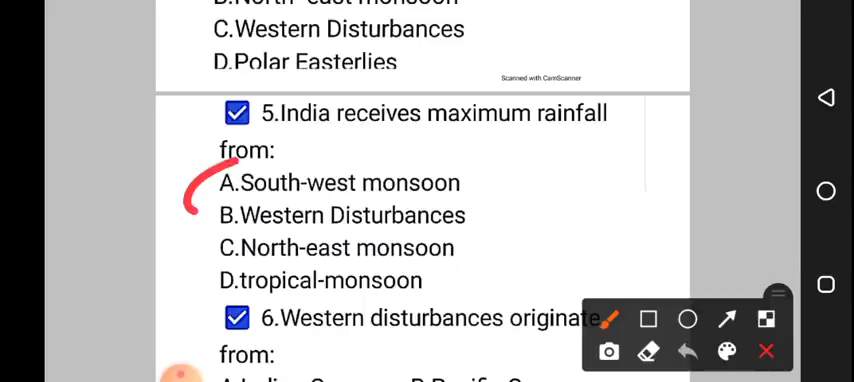 C.Western Disturbances
D.Polar Easterlies
Scanned with CamScanner
5.India receives maximum rainfall
from:
A.South-west monsoon
B.Western Disturbances
C.North-east monsoon
D.tropical-monsoon
6.Western disturbances originate
from: